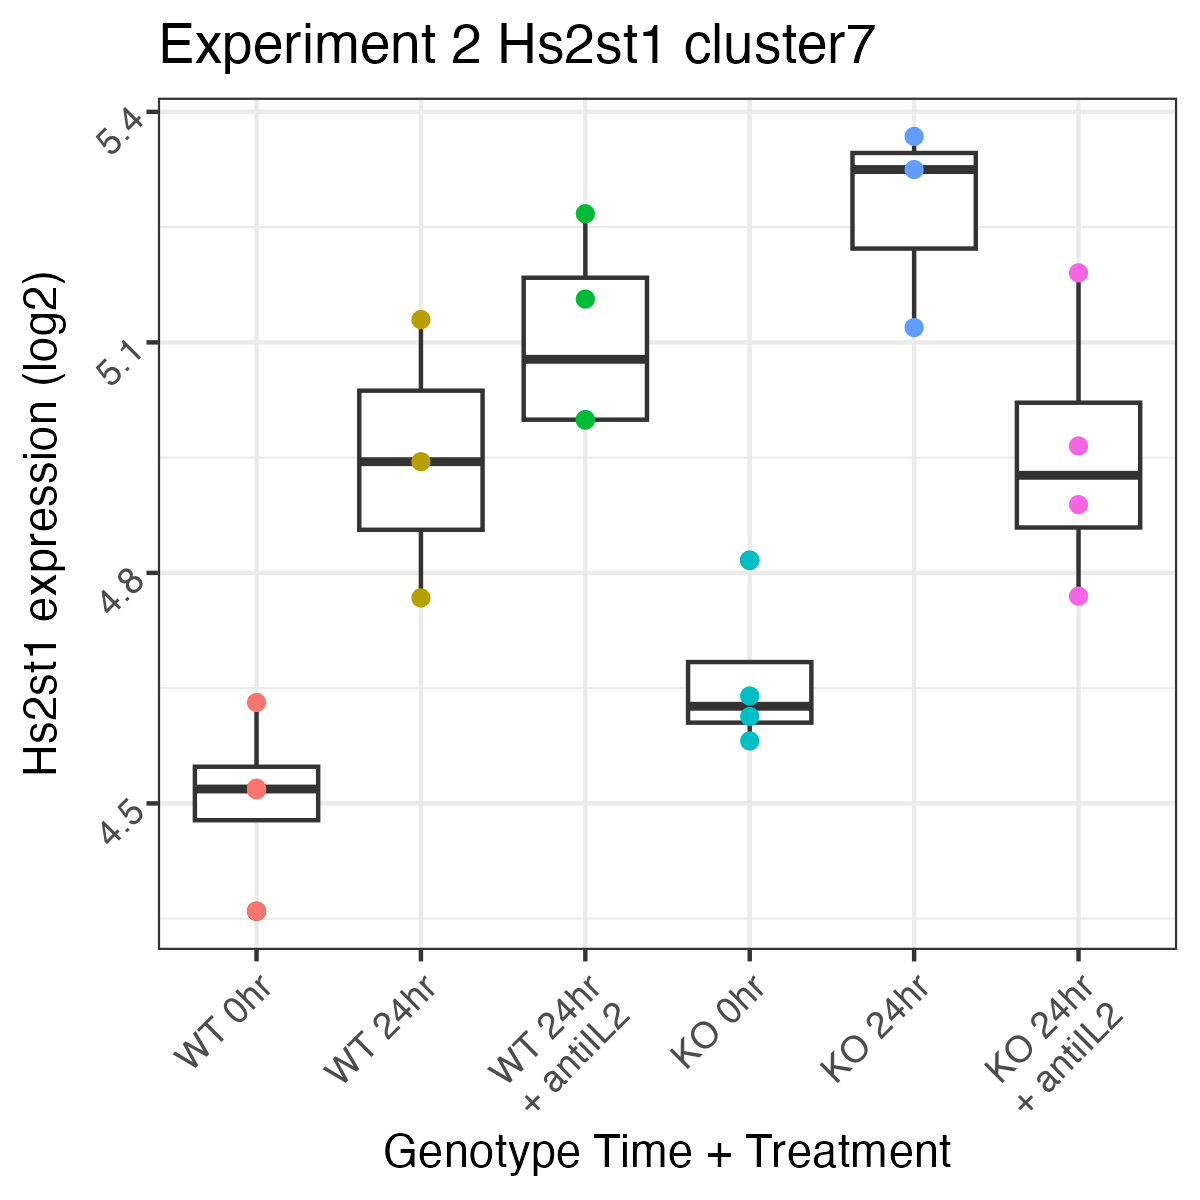 Experiment 2 Hs2st1 cluster7
Hs2st1 expression (log2)
5.4
5.1
4.8
4.5
WT 0hr
WT 24hr
WT 24hr
+ antiIL2
KO 0hr
KO 24hr
KO 24hr
+ antiIL2
Genotype Time + Treatment